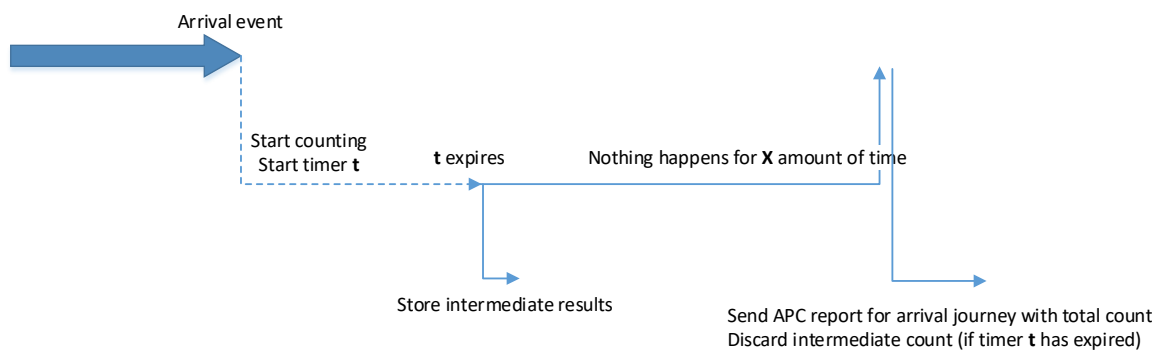 Arrival event
Start counting
Start timer t
t expires
Nothing happens for X amount of time
Store intermediate results
Send APC report for arrival journey with total count
Discard intermediate count (if timer t has expired)